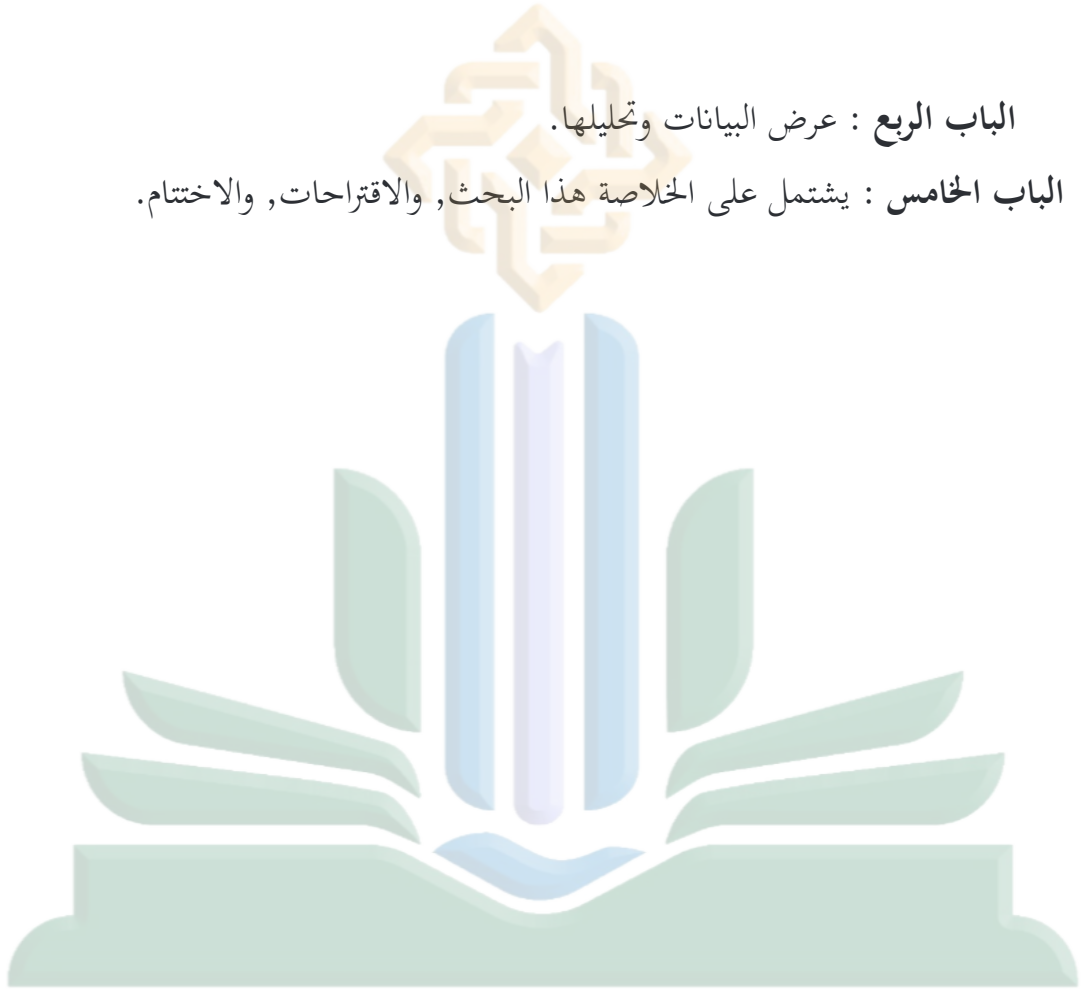 الباب الربع : عرض البيانات وتحليلها.
الباب الخامس : يشتمل على الخلاصة هذا البحث, والاقتراحات, والاختتام.